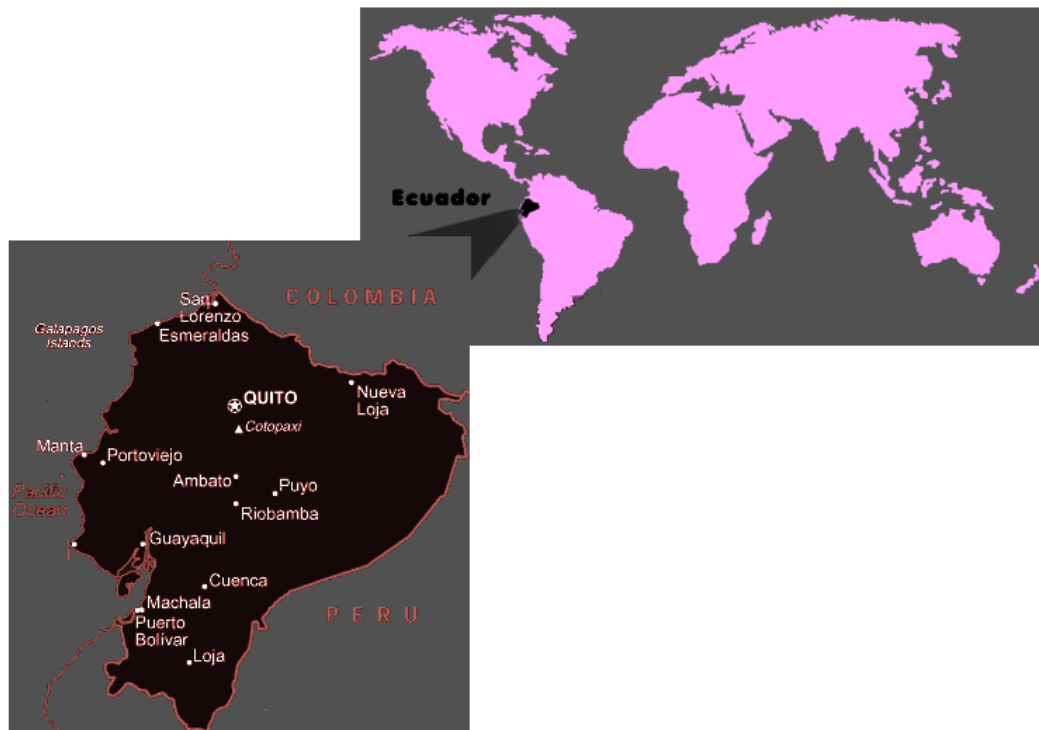 Ecuador
COLOMBIA
San
Lorenzo
Esmeraldas
Galapagos
Islands
Nueva
Loja
QUITO
Cotopaxi
Manta
Portoviejo
Ambato
Puyo
Pacific
Ocean
Riobamba
Guayaquil
Cuenca
PERU
Machala
Puerto
Bolívar
Loja